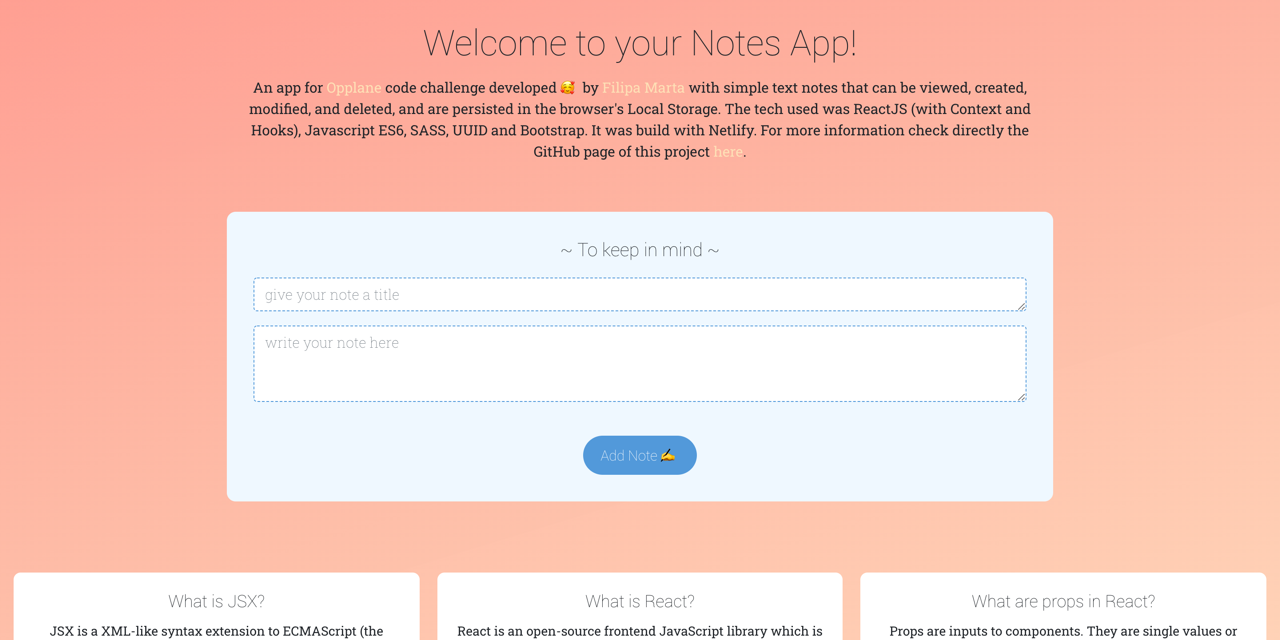 Welcome to your Notes App!
An app for Opplane code challenge developed 🥰 by Filipa Marta with simple text notes that can be viewed, created,
modified, and deleted, and are persisted in the browser's Local Storage. The tech used was ReactJS (with Context and
Hooks), Javascript ES6, SASS, UUID and Bootstrap. It was build with Netlify. For more information check directly the
GitHub page of this project here.
~ To keep in mind ~
give your note a title
write your note here
Add Note ✍️
What is JSX?
JSX is a XML-like syntax extension to ECMAScript (the
What is React?
React is an open-source frontend JavaScript library which is
What are props in React?
Props are inputs to components. They are single values or